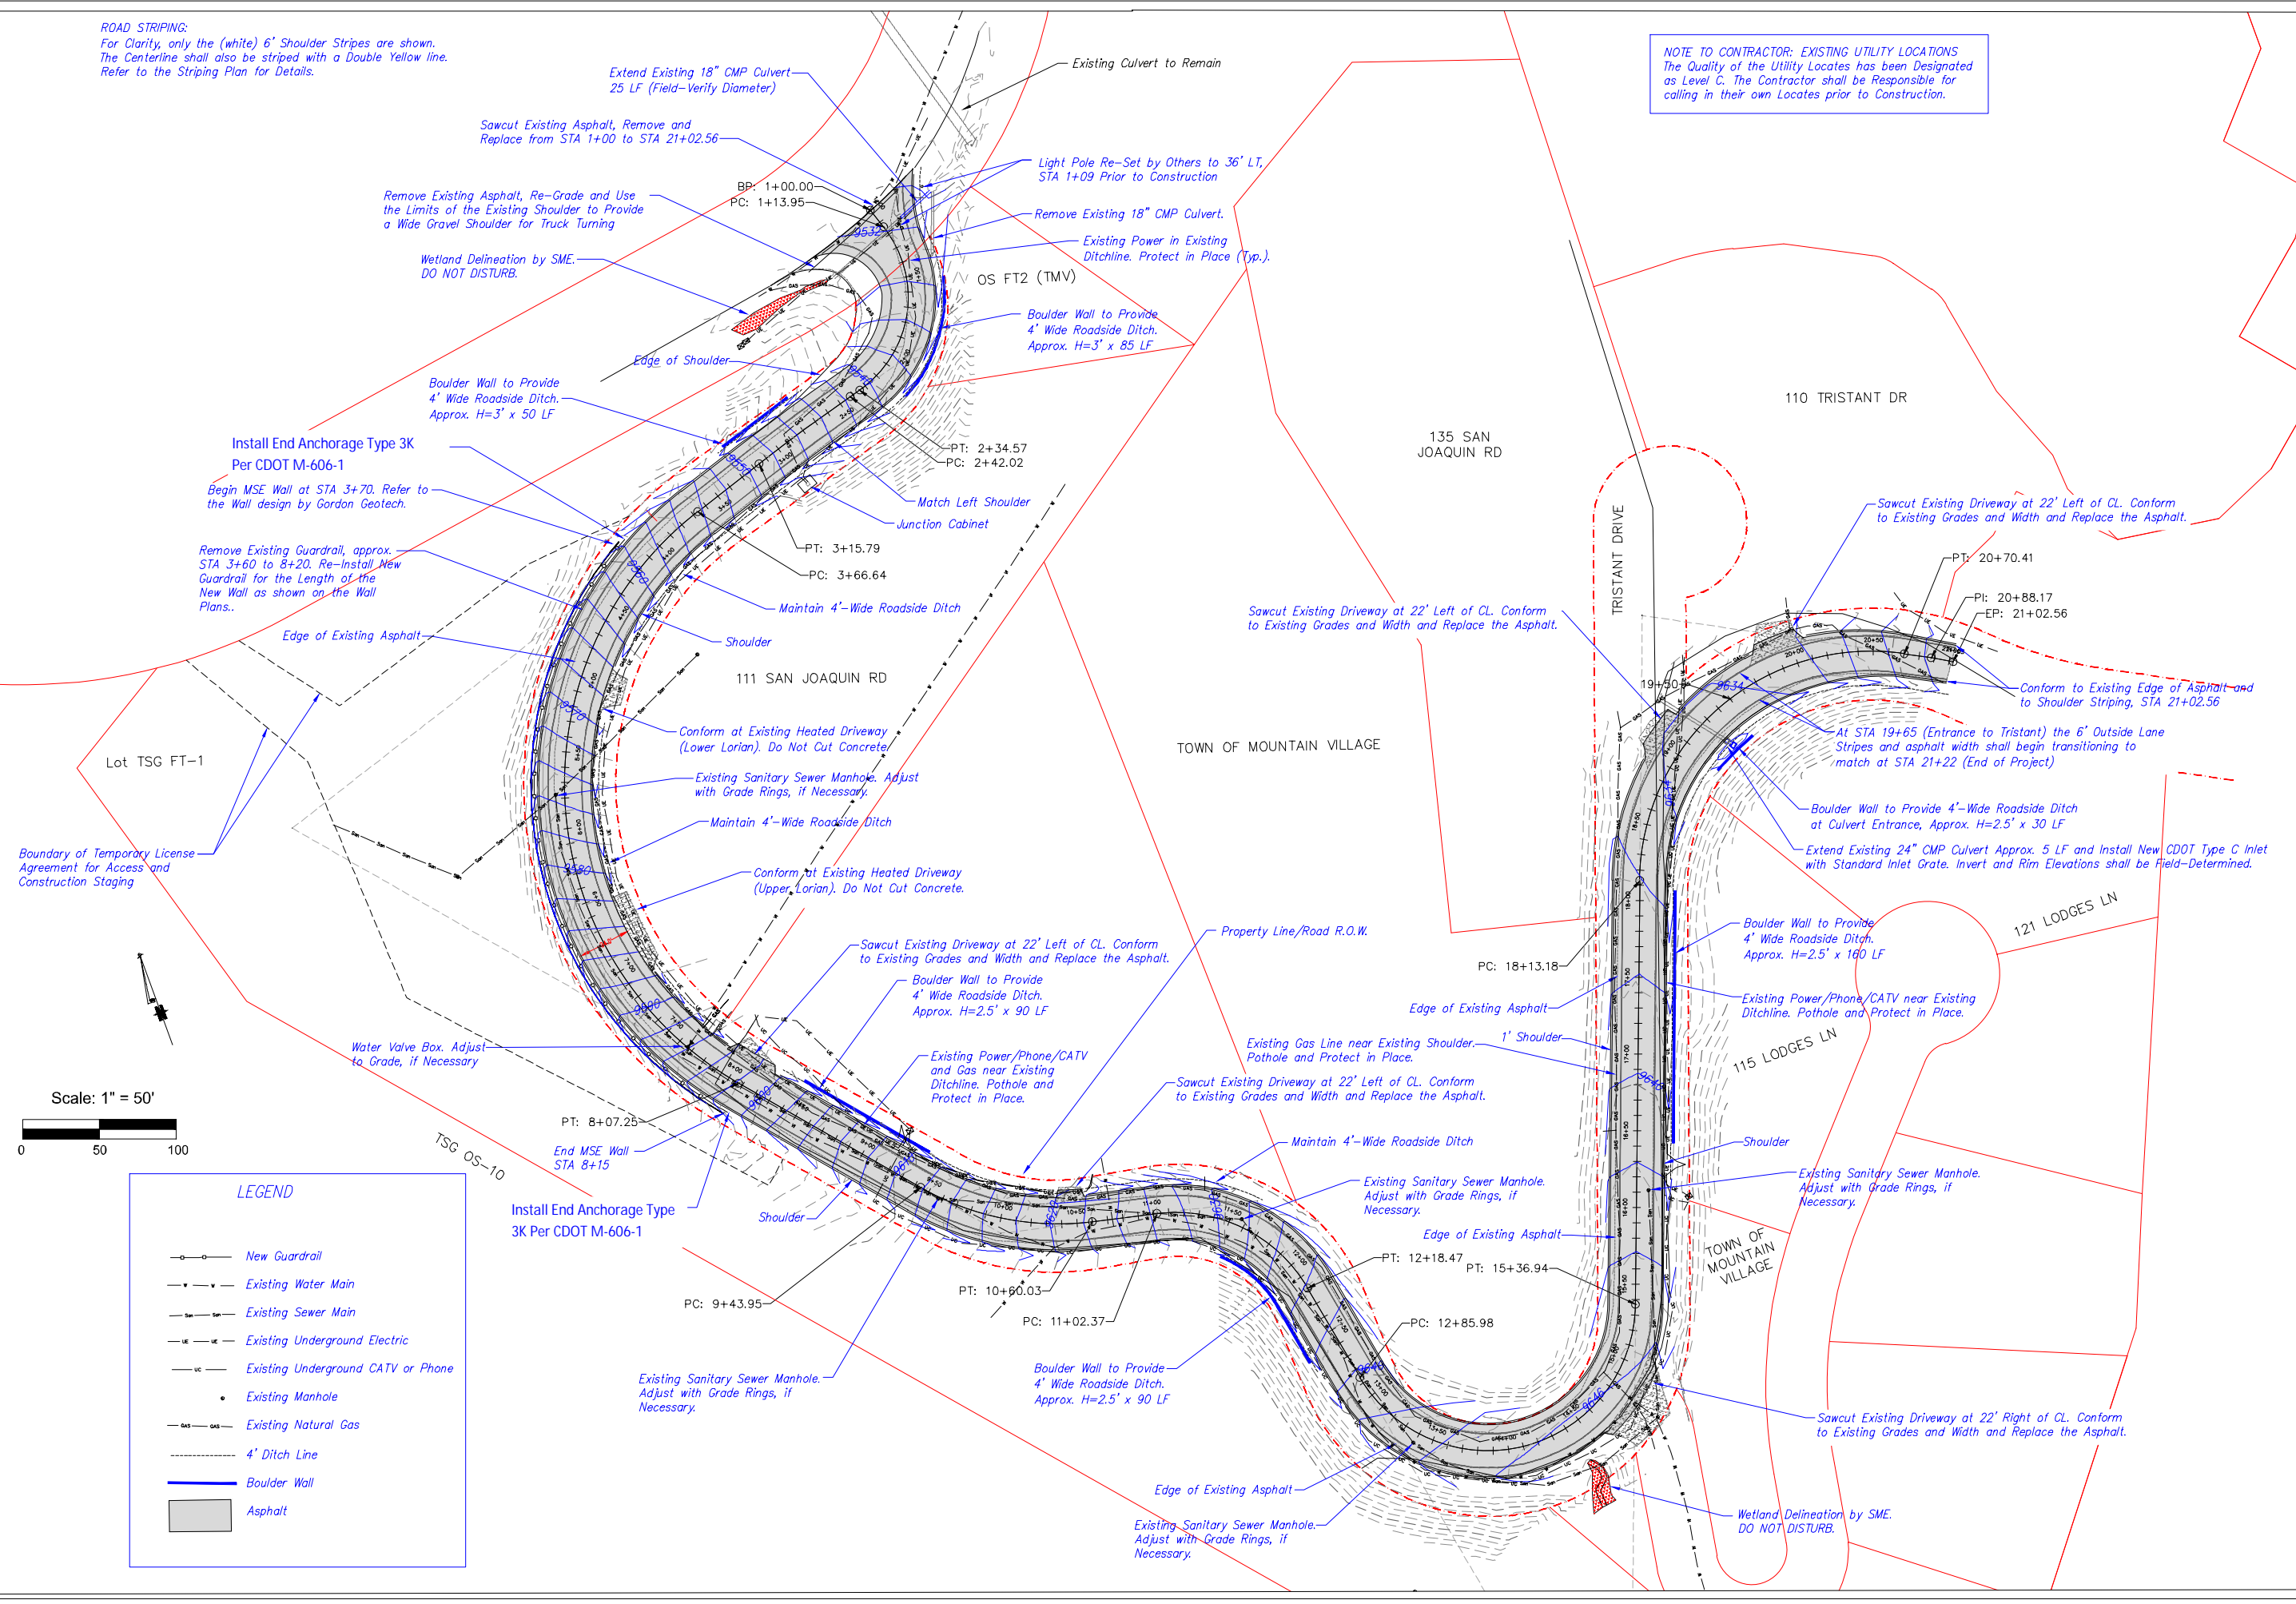 ROAD STRIPING:
For Clarity, only the (white) 6' Shoulder Stripes are shown.
The Centerline shall also be striped with a Double Yellow line.
Refer to the Striping Plan for Details.
NOTE TO CONTRACTOR: EXISTING UTILITY LOCATIONS
The Quality of the Utility Locates has been Designated
as Level C. The Contractor shall be Responsible for
calling in their own Locates prior to Construction.
Extend Existing 18" CMP Culvert
25 LF (Field-Verify Diameter)
Existing Culvert to Remain
Sawcut Existing Asphalt, Remove and
Replace from STA 1+00 to STA 21+02.56
Light Pole Re-Set by Others to 36' LT,
STA 1+09 Prior to Construction
BP: 1+00.00
PC: 1+13.95
Remove Existing Asphalt, Re-Grade and Use
the Limits of the Existing Shoulder to Provide
a Wide Gravel Shoulder for Truck Turning
Remove Existing 18" CMP Culvert.
9532
Existing Power in Existing
Ditchline. Protect in Place (Typ.).
Wetland Delineation by SME.
DO NOT DISTURB.
OS FT2 (TMV)
Boulder Wall to Provide
4' Wide Roadside Ditch.
Approx. H=3' x 85 LF
Edge of Shoulder
9540
Boulder Wall to Provide
4' Wide Roadside Ditch.
Approx. H=3' x 50 LF
110 TRISTANT DR
Install End Anchorage Type 3K
Per CDOT M-606-1
135 SAN
JOAQUIN RD
PT: 2+34.57
PC: 2+42.02
9550
Begin MSE Wall at STA 3+70. Refer to
the Wall design by Gordon Geotech.
Match Left Shoulder
Junction Cabinet
Sawcut Existing Driveway at 22' Left of CL. Conform
to Existing Grades and Width and Replace the Asphalt.
TRISTANT DRIVE
Remove Existing Guardrail, approx.
STA 3+60 to 8+20. Re-Install New
Guardrail for the Length of the
New Wall as shown on the Wall
Plans..
PT: 3+15.79
PC: 3+66.64
9560
PT: 20+70.41
PI: 20+88.17
EP: 21+02.56
Maintain 4'-Wide Roadside Ditch
Sawcut Existing Driveway at 22' Left of CL. Conform
to Existing Grades and Width and Replace the Asphalt.
Edge of Existing Asphalt
Shoulder
111 SAN JOAQUIN RD
19+50
9634
Conform to Existing Edge of Asphalt and
to Shoulder Striping, STA 21+02.56
9570
Conform at Existing Heated Driveway
(Lower Lorian). Do Not Cut Concrete.
At STA 19+65 (Entrance to Tristant) the 6' Outside Lane
Stripes and asphalt width shall begin transitioning to
match at STA 21+22 (End of Project)
Lot TSG FT-1
TOWN OF MOUNTAIN VILLAGE
Existing Sanitary Sewer Manhole. Adjust
with Grade Rings, if Necessary.
9634
Boulder Wall to Provide 4'-Wide Roadside Ditch
at Culvert Entrance, Approx. H=2.5' x 30 LF
Maintain 4'-Wide Roadside Ditch
Extend Existing 24" CMP Culvert Approx. 5 LF and Install New CDOT Type C Inlet
with Standard Inlet Grate. Invert and Rim Elevations shall be Field-Determined.
Boundary of Temporary License
Agreement for Access and
Construction Staging
9580
Conform at Existing Heated Driveway
(Upper Lorian). Do Not Cut Concrete.
121 LODGES LN
Property Line/Road R.O.W.
Boulder Wall to Provide
4' Wide Roadside Ditch.
Approx. H=2.5' x 160 LF
Sawcut Existing Driveway at 22' Left of CL. Conform
to Existing Grades and Width and Replace the Asphalt.
PC: 18+13.18
Boulder Wall to Provide
4' Wide Roadside Ditch.
Approx. H=2.5' x 90 LF
Edge of Existing Asphalt
Existing Power/Phone/CATV near Existing
Ditchline. Pothole and Protect in Place.
1' Shoulder
Water Valve Box. Adjust
to Grade, if Necessary
Existing Gas Line near Existing Shoulder.
Pothole and Protect in Place.
115 LODGES LN
Existing Power/Phone/CATV
and Gas near Existing
Ditchline. Pothole and
Protect in Place.
Sawcut Existing Driveway at 22' Left of CL. Conform
to Existing Grades and Width and Replace the Asphalt.
Scale: 1" = 50'
0 50 100
PT: 8+07.25
End MSE Wall
STA 8+15
TSG OS-10
Maintain 4'-Wide Roadside Ditch
Shoulder
Install End Anchorage Type
3K Per CDOT M-606-1
Shoulder
Existing Sanitary Sewer Manhole.
Adjust with Grade Rings, if
Necessary.
Existing Sanitary Sewer Manhole.
Adjust with Grade Rings, if
Necessary.
Edge of Existing Asphalt
TOWN OF
MOUNTAIN
VILLAGE
PT: 12+18.47
PT: 15+36.94
PC: 9+43.95
PT: 10+60.03
PC: 11+02.37
PC: 12+85.98
9640
Existing Sanitary Sewer Manhole.
Adjust with Grade Rings, if
Necessary.
Boulder Wall to Provide
4' Wide Roadside Ditch.
Approx. H=2.5' x 90 LF
9646
Sawcut Existing Driveway at 22' Right of CL. Conform
to Existing Grades and Width and Replace the Asphalt.
Edge of Existing Asphalt
Existing Sanitary Sewer Manhole.
Adjust with Grade Rings, if
Necessary.
Wetland Delineation by SME.
DO NOT DISTURB.
LEGEND
New Guardrail
Existing Water Main
Existing Sewer Main
Existing Underground Electric
Existing Underground CATV or Phone
Existing Manhole
Existing Natural Gas
4' Ditch Line
Boulder Wall
Asphalt